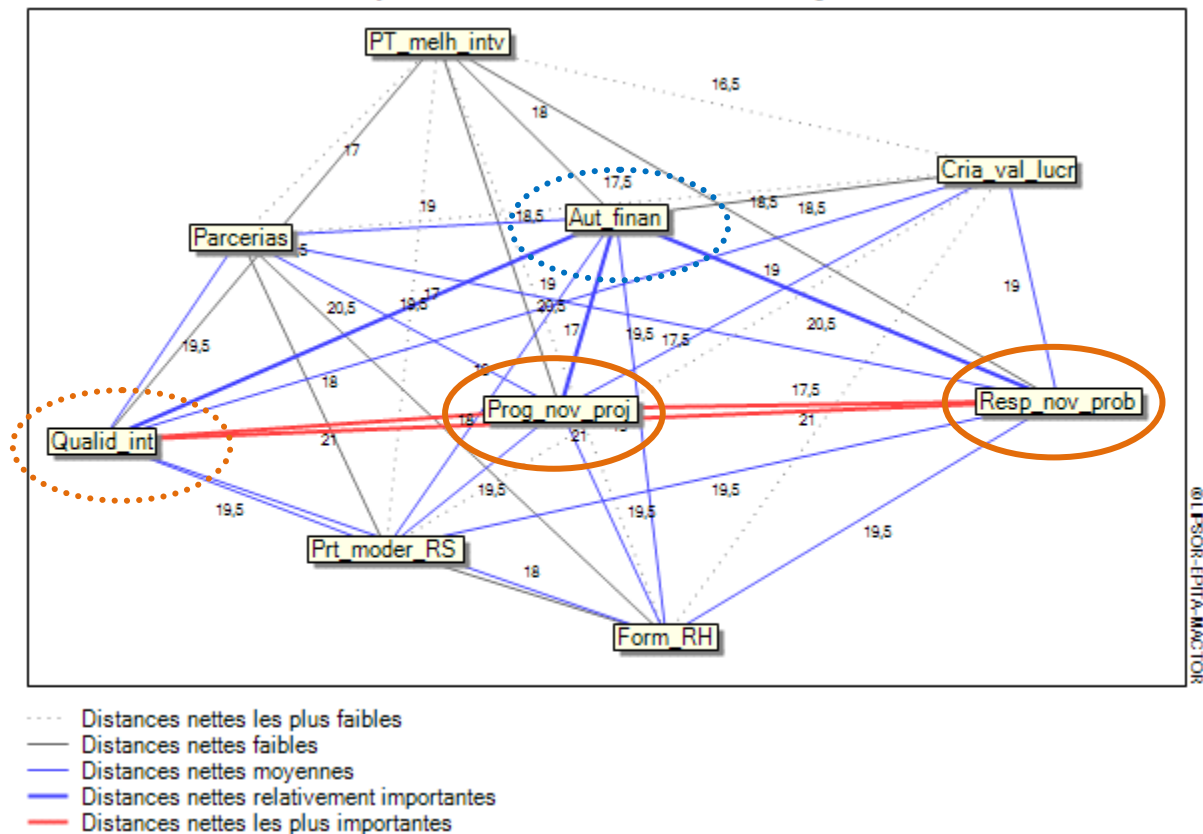 PT_melh_intv
16,5
18
17
Cria_val_lucr
17,5
19
18,5
18,5
18,5
Aut_finan
Parcerias
19
19
17
19
20,5
20,5
20,5
17
19,5
17,5
19,5
18
17,5
Resp_nov_prob
Prog_nov_proj
18
21
21
21
Qualid_int
19,5
19,5
19,5
19,5
19,5
Prt_moder_RS
18
Form_RH
@LIPSOR-EPITA-MACTOR
Distances nettes les plus faibles
Distances nettes faibles
Distances nettes moyennes
Distances nettes relativement importantes
Distances nettes les plus importantes